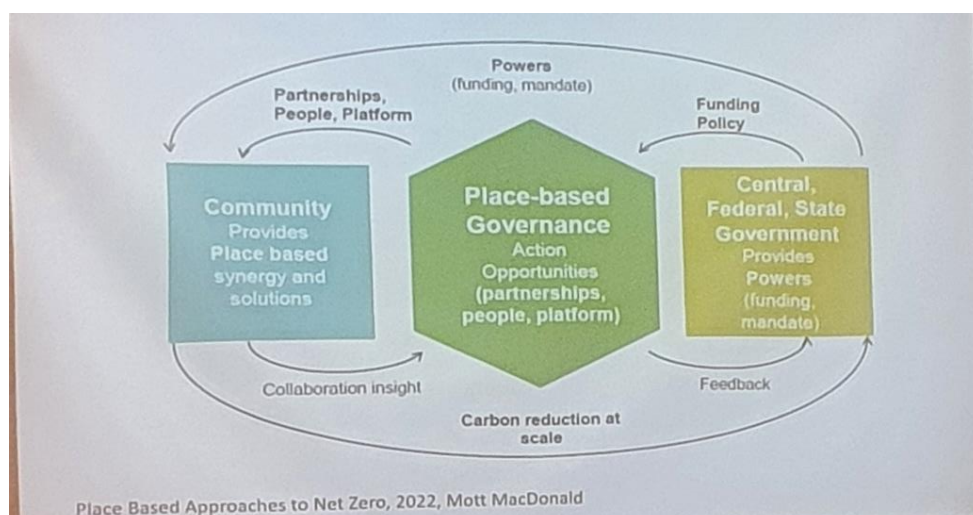 Powers
(funding, mandate)
Partnerships,
People, Platform
Funding
Policy
Community
Provides
Place based
synergy and
solutions
Place-based
Governance
Action
Opportunities
(partnerships,
people, platform)
Central,
Federal, State
Government
Provides
Powers
(funding,
mandate)
Collaboration insight
Feedback
Carbon reduction at
scale
Place Based Approaches to Net Zero, 2022, Mott MacDonald